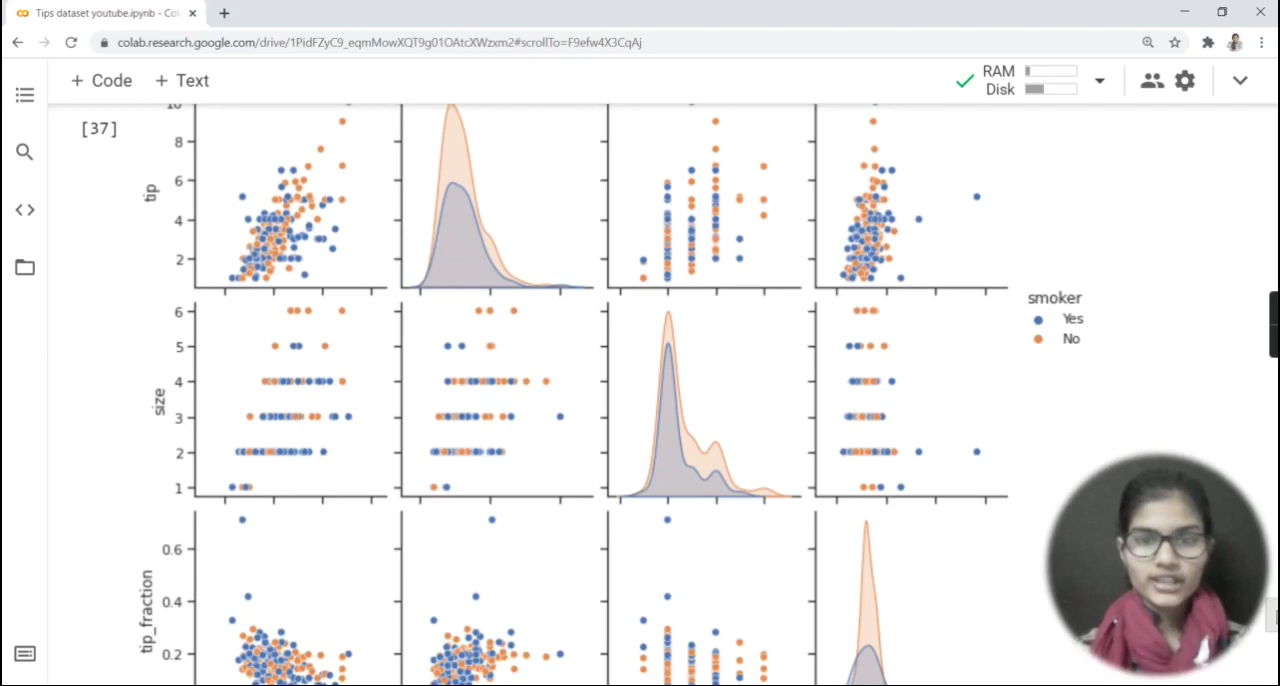 Tips dataset youtube.ipynb - Col
colab.research.google.com/drive/1PidFZyC9_eqmMowXQT9g01OAtcXWzxm2#scrollTo=F9efw4X3CqAj
+ Code + Text
RAM
Disk
[37]
10
8
6
4
2
tip
6
5
4
3
2
1
size
smoker
Yes
No
0.6
0.4
0.2
tip_fraction